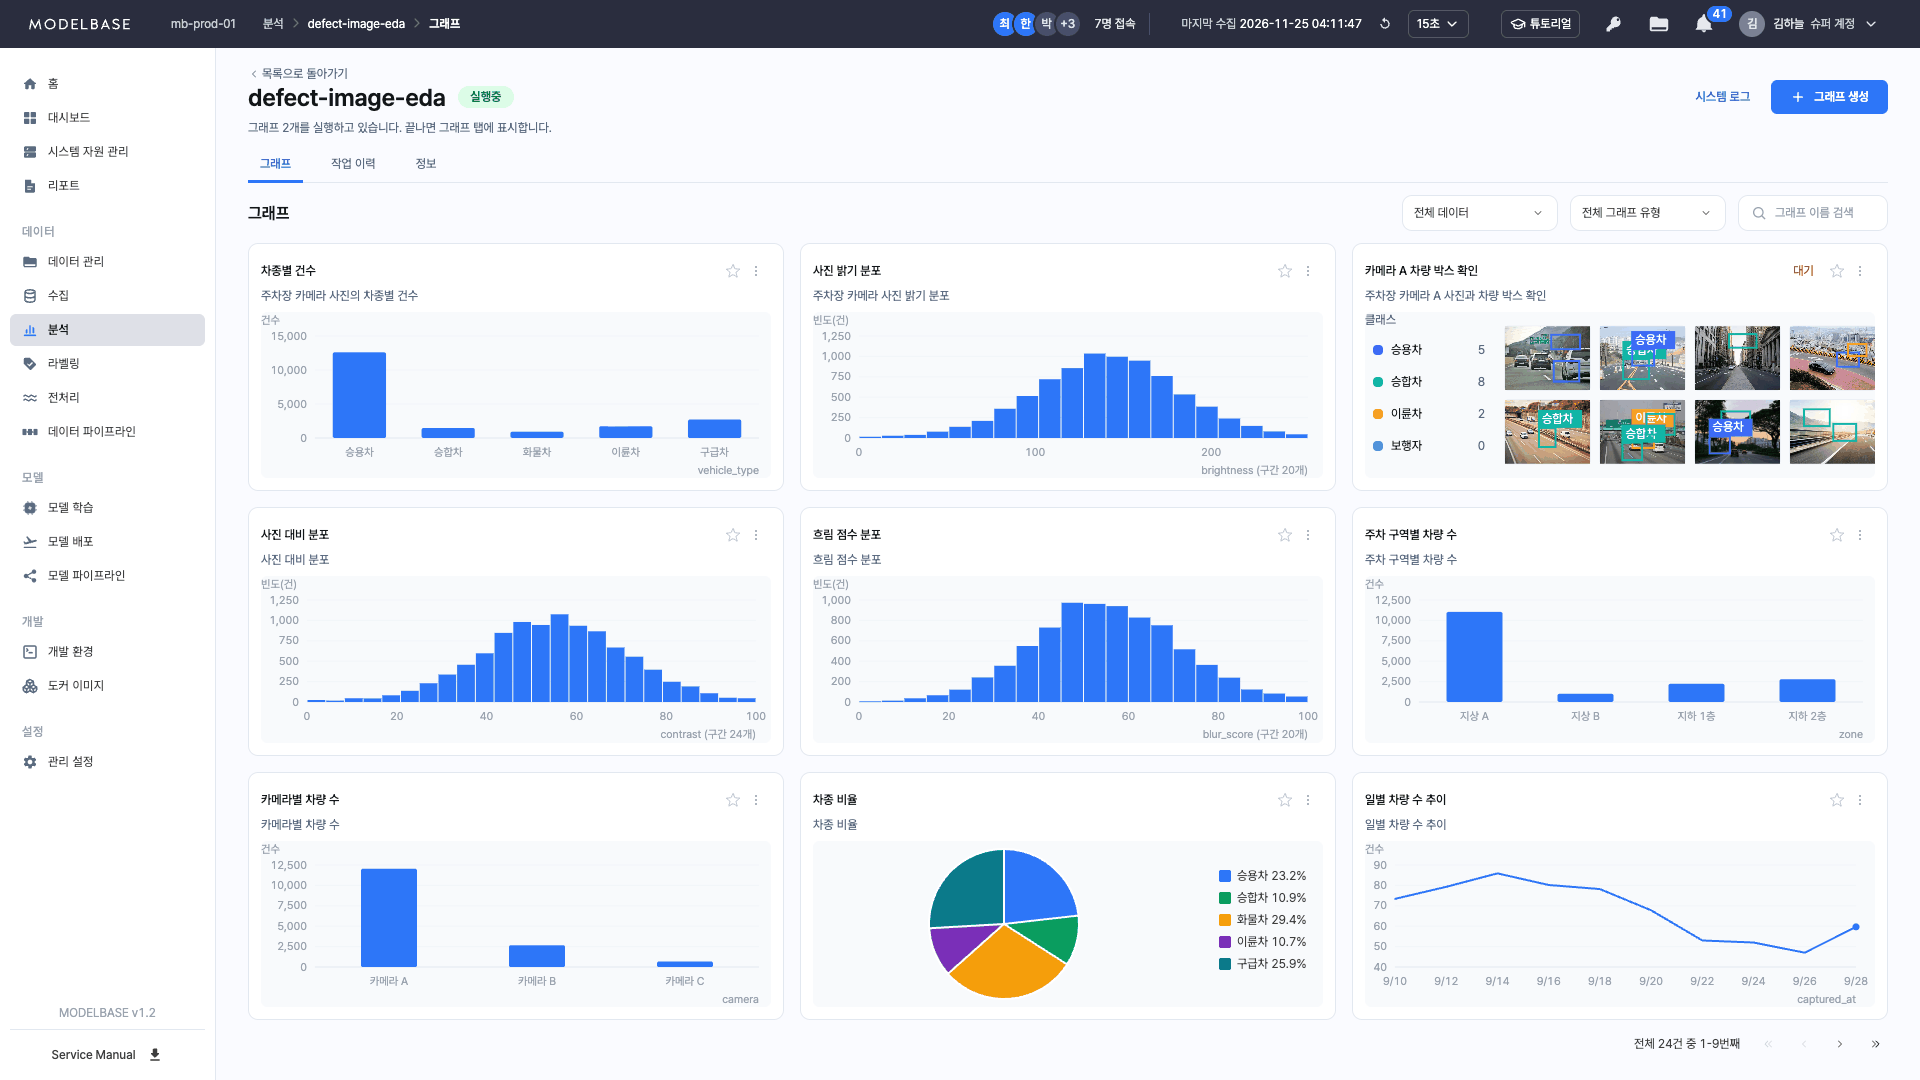 MODELBASE
mb-prod-01
분석 > defect-image-eda > 그래프
최 한 박 +3 7명 접속
마지막 수집 2026-11-25 04:11:47
15초
튜토리얼
41
김 김하늘 슈퍼 계정
홈
대시보드
시스템 자원 관리
리포트
데이터
데이터 관리
수집
분석
라벨링
전처리
데이터 파이프라인
모델
모델 학습
모델 배포
모델 파이프라인
개발
개발 환경
도커 이미지
설정
관리 설정
MODELBASE v1.2
Service Manual
목록으로 돌아가기
defect-image-eda 실행중
그래프 2개를 실행하고 있습니다. 끝나면 그래프 탭에 표시합니다.
시스템 로그
+ 그래프 생성
그래프 작업 이력 정보
그래프
전체 데이터
전체 그래프 유형
그래프 이름 검색
차종별 건수
주차장 카메라 사진의 차종별 건수
건수
15,000
10,000
5,000
0
승용차 승합차 화물차 이륜차 구급차
vehicle_type
사진 밝기 분포
주차장 카메라 사진 밝기 분포
빈도(건)
1,250
1,000
750
500
250
0
0 100 200
brightness (구간 20개)
카메라 A 차량 박스 확인
대기
주차장 카메라 A 사진과 차량 박스 확인
클래스
승용차 5
승합차 8
이륜차 2
보행자 0
승용차
승합차
승합차
이륜차
승합차
승용차
사진 대비 분포
사진 대비 분포
빈도(건)
1,250
1,000
750
500
250
0
0 20 40 60 80 100
contrast (구간 24개)
흐림 점수 분포
흐림 점수 분포
빈도(건)
1,000
800
600
400
200
0
0 20 40 60 80 100
blur_score (구간 20개)
주차 구역별 차량 수
주차 구역별 차량 수
건수
12,500
10,000
7,500
5,000
2,500
0
지상 A 지상 B 지하 1층 지하 2층
zone
카메라별 차량 수
카메라별 차량 수
건수
12,500
10,000
7,500
5,000
2,500
0
카메라 A 카메라 B 카메라 C
camera
차종 비율
차종 비율
승용차 23.2%
승합차 10.9%
화물차 29.4%
이륜차 10.7%
구급차 25.9%
일별 차량 수 추이
일별 차량 수 추이
건수
90
80
70
60
50
40
9/10 9/12 9/14 9/16 9/18 9/20 9/22 9/24 9/26 9/28
captured_at
전체 24건 중 1-9번째